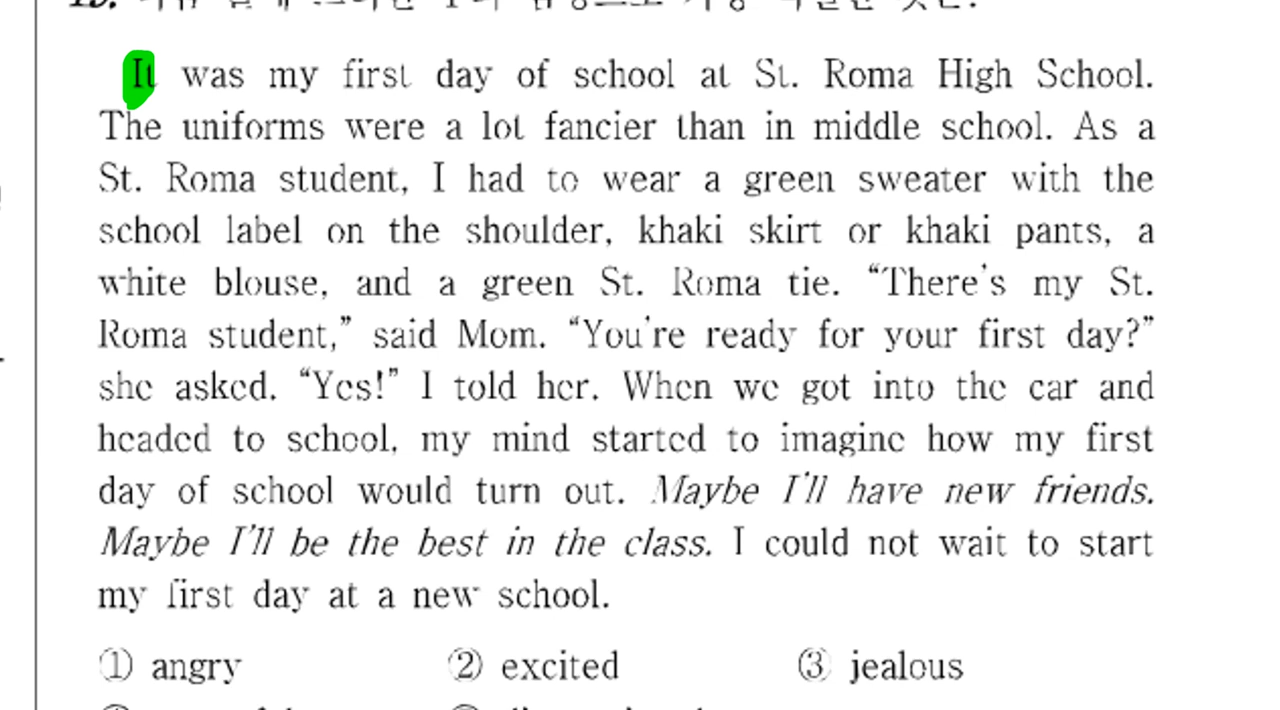 It was my first day of school at St. Roma High School.
The uniforms were a lot fancier than in middle school. As a
St. Roma student, I had to wear a green sweater with the
school label on the shoulder, khaki skirt or khaki pants, a
white blouse, and a green St. Roma tie. “There’s my St.
Roma student,” said Mom. “You’re ready for your first day?”
she asked. “Yes!” I told her. When we got into the car and
headed to school, my mind started to imagine how my first
day of school would turn out. Maybe I’ll have new friends.
Maybe I’ll be the best in the class. I could not wait to start
my first day at a new school.
① angry ② excited ③ jealous